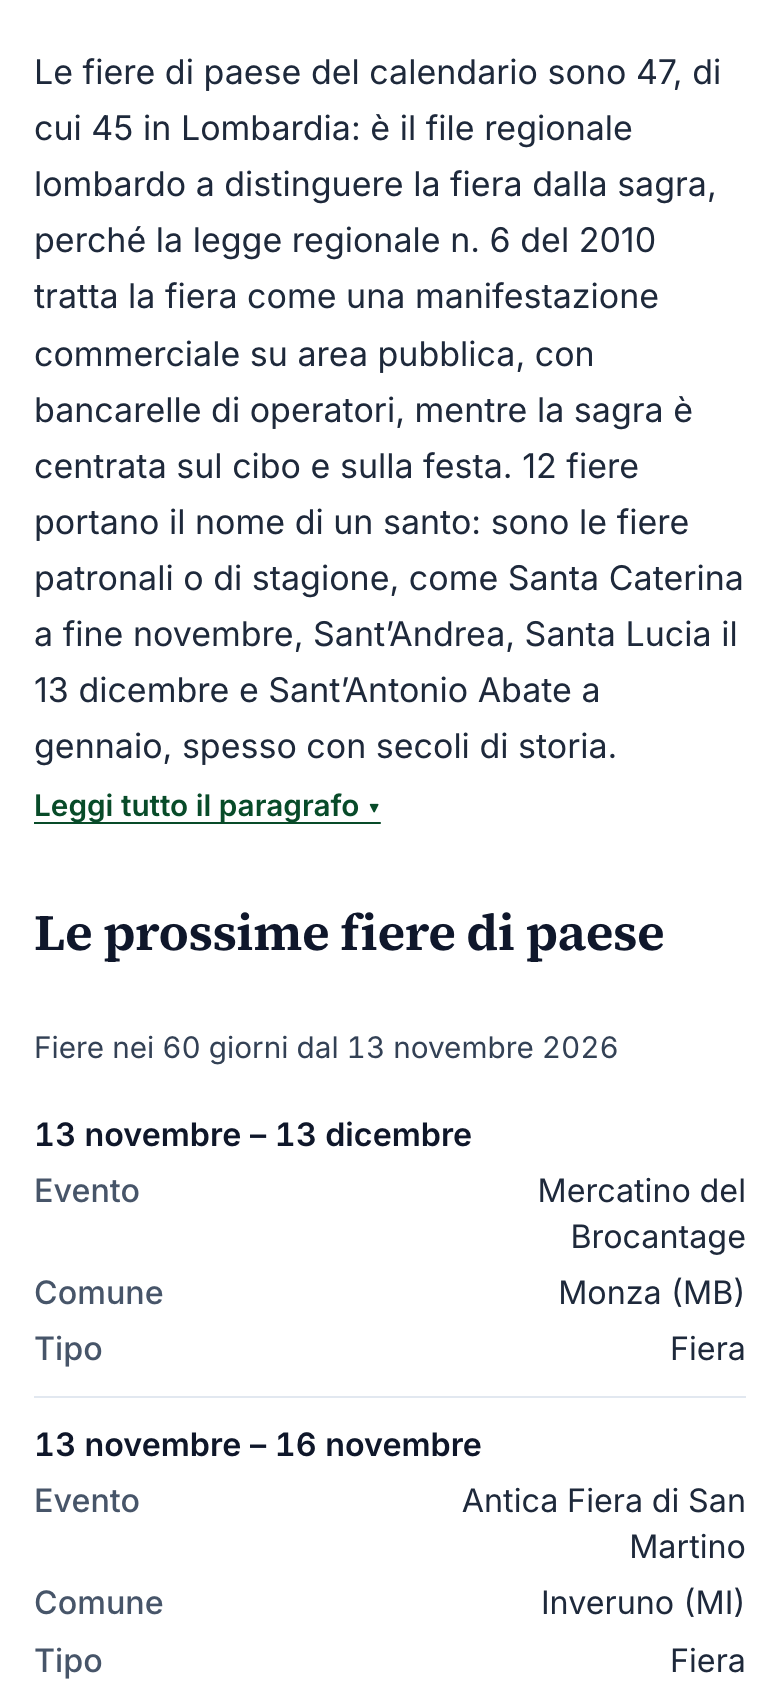 Le fiere di paese del calendario sono 47, di
cui 45 in Lombardia: è il file regionale
lombardo a distinguere la fiera dalla sagra,
perché la legge regionale n. 6 del 2010
tratta la fiera come una manifestazione
commerciale su area pubblica, con
bancarelle di operatori, mentre la sagra è
centrata sul cibo e sulla festa. 12 fiere
portano il nome di un santo: sono le fiere
patronali o di stagione, come Santa Caterina
a fine novembre, Sant’Andrea, Santa Lucia il
13 dicembre e Sant’Antonio Abate a
gennaio, spesso con secoli di storia.
Leggi tutto il paragrafo ▾
Le prossime fiere di paese
Fiere nei 60 giorni dal 13 novembre 2026
13 novembre – 13 dicembre
Evento Mercatino del
Brocantage
Comune Monza (MB)
Tipo Fiera
13 novembre – 16 novembre
Evento Antica Fiera di San
Martino
Comune Inveruno (MI)
Tipo Fiera